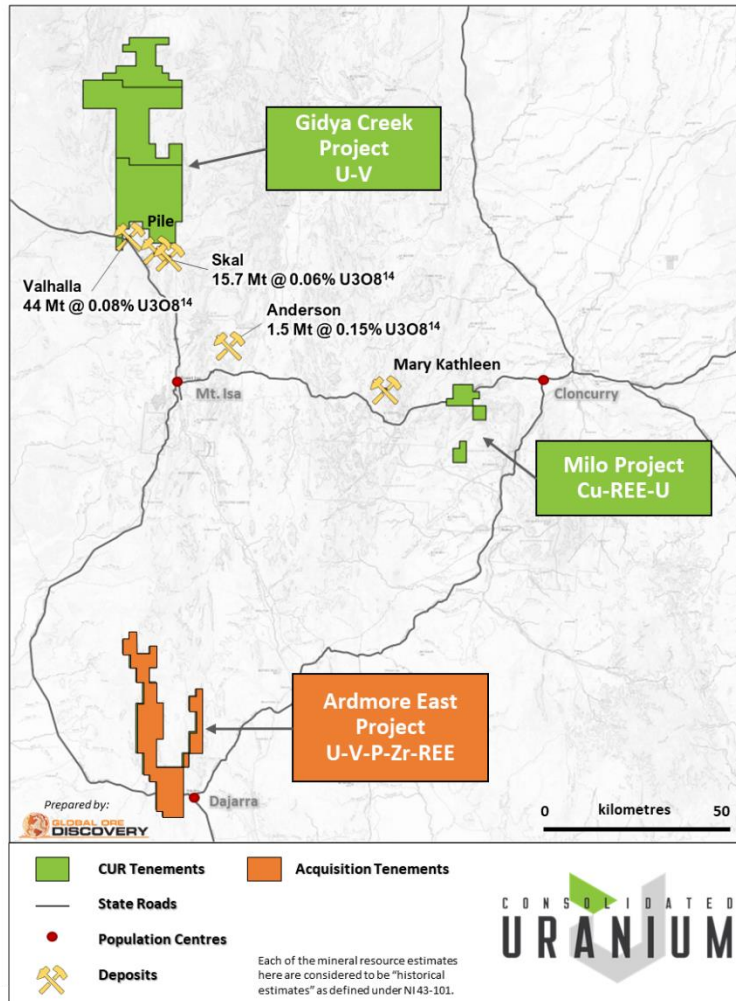 Gidya Creek
Project
U-V
Pile
Skal
15.7 Mt @ 0.06% U3O8¹⁴
Valhalla
44 Mt @ 0.08% U3O8¹⁴
Anderson
1.5 Mt @ 0.15% U3O8¹⁴
Mary Kathleen
Mt. Isa
Cloncurry
Milo Project
Cu-REE-U
Ardmore East
Project
U-V-P-Zr-REE
Dajarra
Prepared by:
GLOBAL ORE
DISCOVERY
0 kilometres 50
CUR Tenements
Acquisition Tenements
State Roads
Population Centres
Deposits
Each of the mineral resource estimates
here are considered to be "historical
estimates" as defined under NI 43-101.
CONSOLIDATED
URANIUM